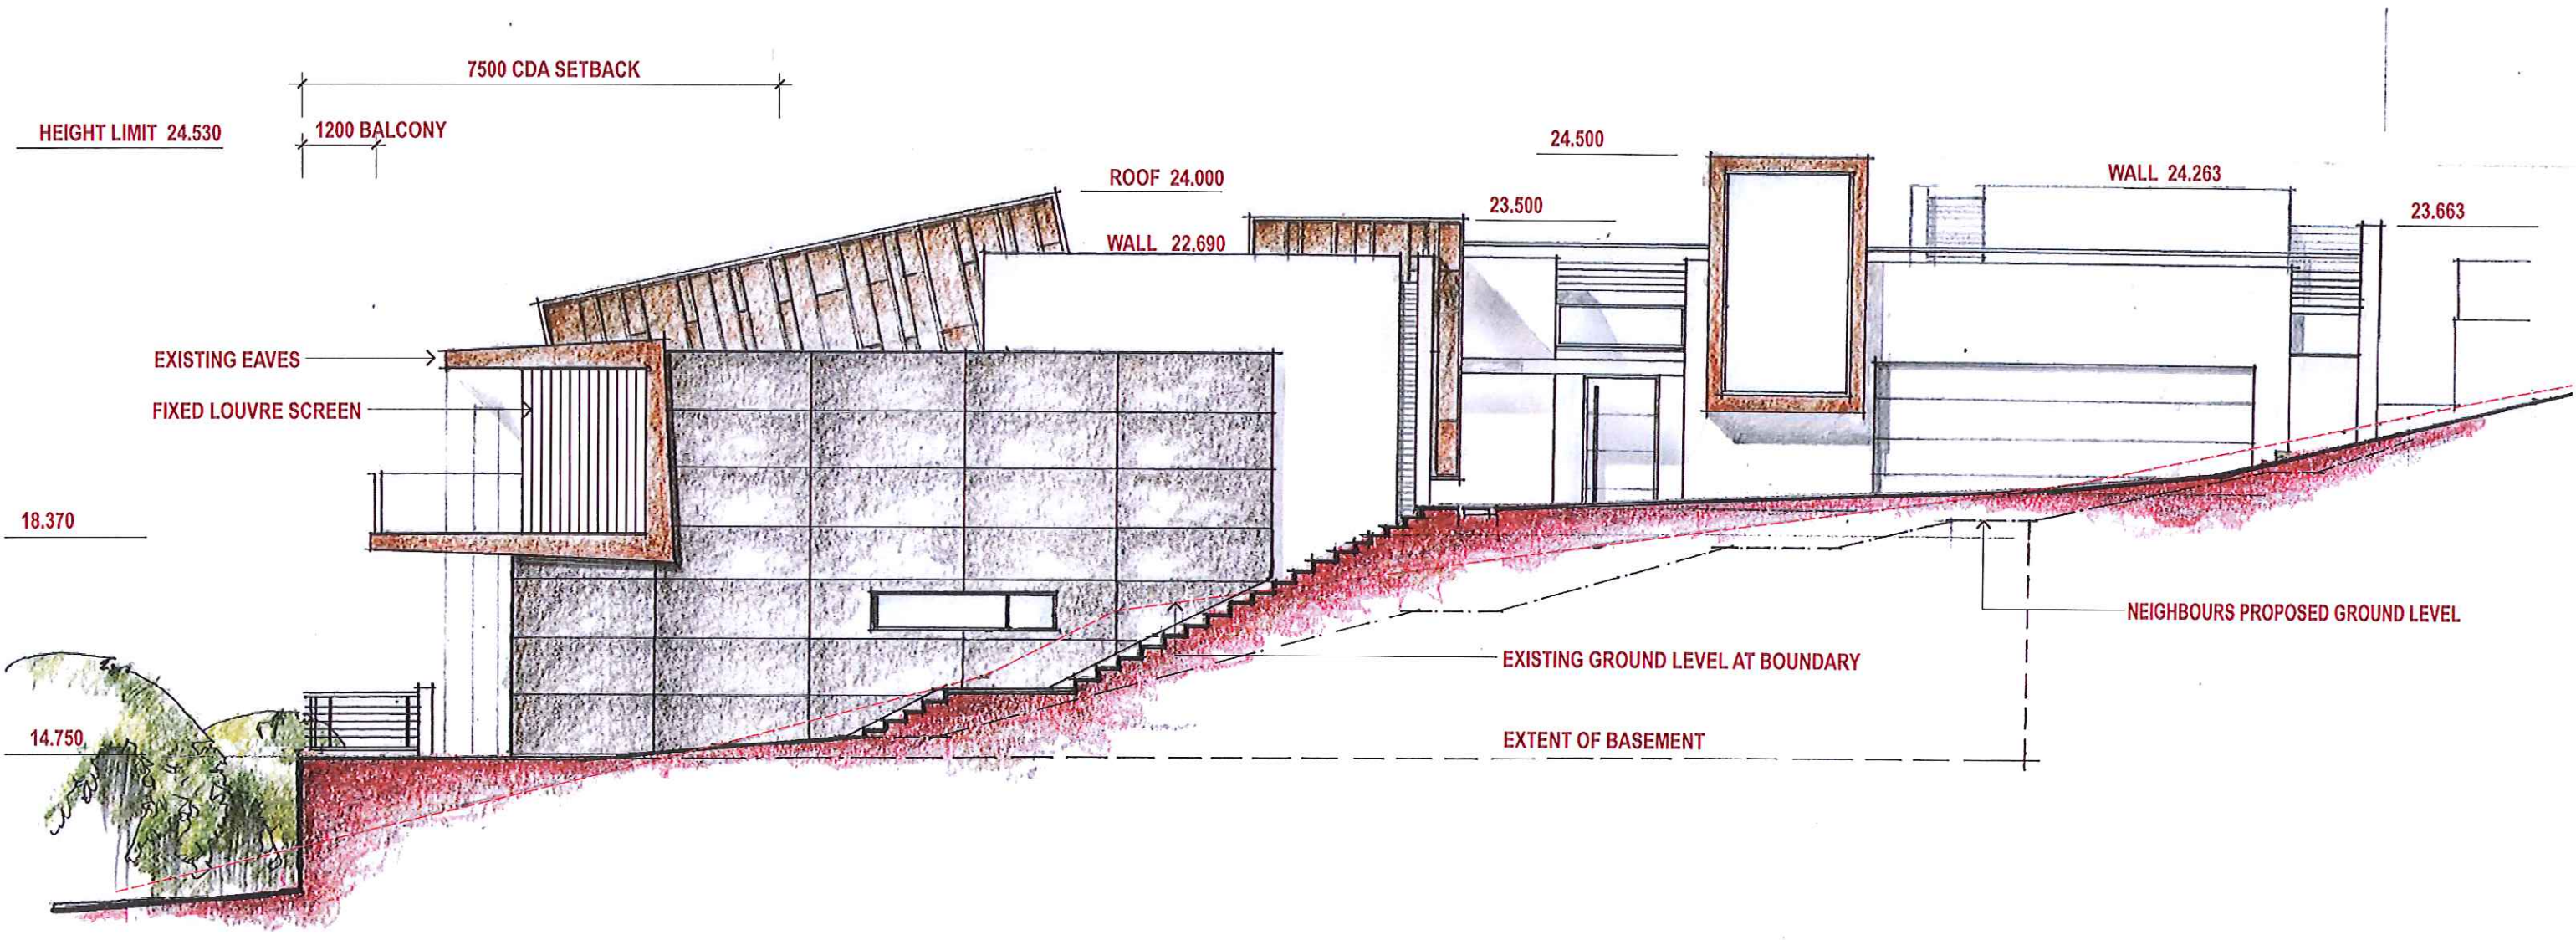 7500 CDA SETBACK
HEIGHT LIMIT 24.530
1200 BALCONY
24.500
ROOF 24.000
WALL 24.263
23.500
23.663
WALL 22.690
EXISTING EAVES
FIXED LOUVRE SCREEN
18.370
NEIGHBOURS PROPOSED GROUND LEVEL
EXISTING GROUND LEVEL AT BOUNDARY
14.750
EXTENT OF BASEMENT